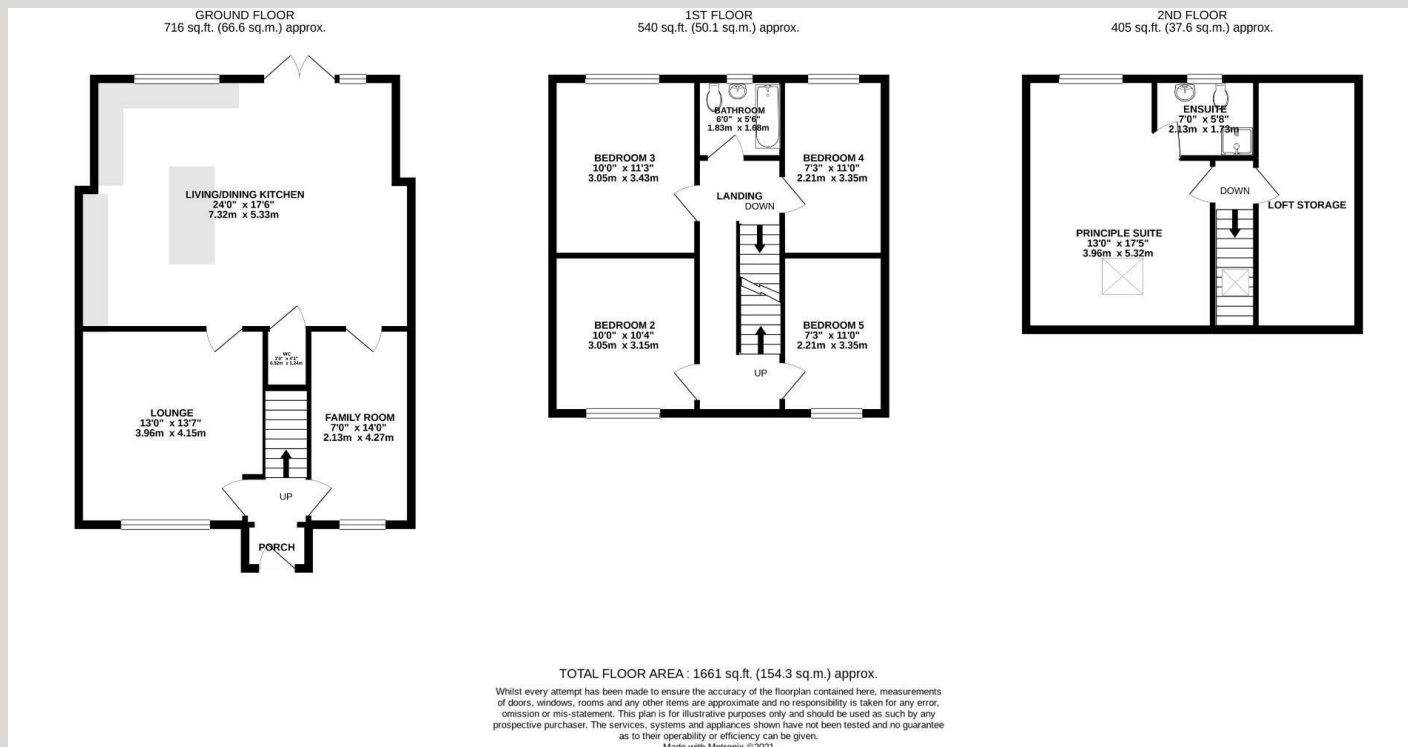 GROUND FLOOR
716 sq.ft. (66.6 sq.m.) approx.
LIVING/DINING KITCHEN
24'0" x 17'6"
7.32m x 5.33m
WC
LOUNGE
13'0" x 13'7"
3.96m x 4.15m
FAMILY ROOM
7'0" x 14'0"
2.13m x 4.27m
UP
PORCH
1ST FLOOR
540 sq.ft. (50.1 sq.m.) approx.
BATHROOM
6'0" x 5'6"
1.83m x 1.68m
BEDROOM 3
10'0" x 11'3"
3.05m x 3.43m
BEDROOM 4
7'3" x 11'0"
2.21m x 3.35m
LANDING
DOWN
BEDROOM 2
10'0" x 10'4"
3.05m x 3.15m
BEDROOM 5
7'3" x 11'0"
2.21m x 3.35m
UP
2ND FLOOR
405 sq.ft. (37.6 sq.m.) approx.
ENSUITE
7'0" x 5'8"
2.13m x 1.73m
DOWN
LOFT STORAGE
PRINCIPLE SUITE
13'0" x 17'5"
3.96m x 5.32m
TOTAL FLOOR AREA : 1661 sq.ft. (154.3 sq.m.) approx.
Whilst every attempt has been made to ensure the accuracy of the floorplan contained here, measurements
of doors, windows, rooms and any other items are approximate and no responsibility is taken for any error,
omission or mis-statement. This plan is for illustrative purposes only and should be used as such by any
prospective purchaser. The services, systems and appliances shown have not been tested and no guarantee
as to their operability or efficiency can be given.
Made with Metropix ©2021